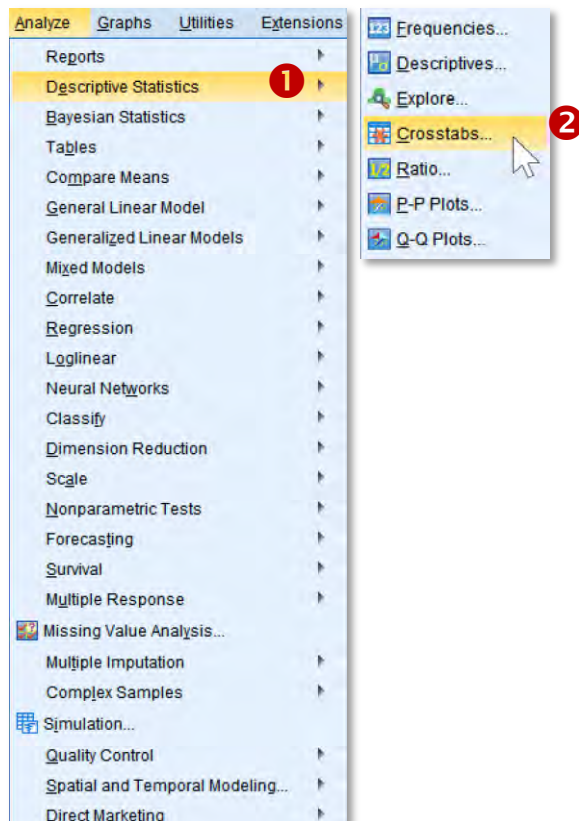 Analyze Graphs Utilities Extensions
Reports
Descriptive Statistics 1
Bayesian Statistics
Tables
Compare Means
General Linear Model
Generalized Linear Models
Mixed Models
Correlate
Regression
Loglinear
Neural Networks
Classify
Dimension Reduction
Scale
Nonparametric Tests
Forecasting
Survival
Multiple Response
Missing Value Analysis...
Multiple Imputation
Complex Samples
Simulation...
Quality Control
Spatial and Temporal Modeling...
Direct Marketing
123 Frequencies...
Descriptives...
Explore...
Crosstabs... 2
1/2 Ratio...
P-P Plots...
Q-Q Plots...